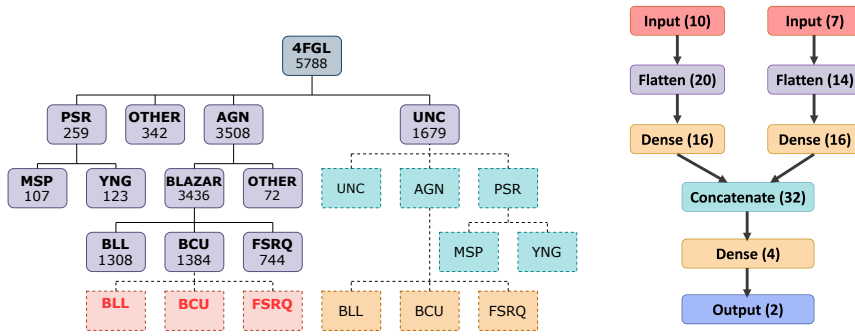 4FGL
5788
PSR
259
OTHER
342
AGN
3508
UNC
1679
MSP
107
YNG
123
BLAZAR
3436
OTHER
72
UNC
AGN
PSR
BLL
1308
BCU
1384
FSRQ
744
MSP
YNG
BLL
BCU
FSRQ
BLL
BCU
FSRQ
Input (10)
Input (7)
Flatten (20)
Flatten (14)
Dense (16)
Dense (16)
Concatenate (32)
Dense (4)
Output (2)